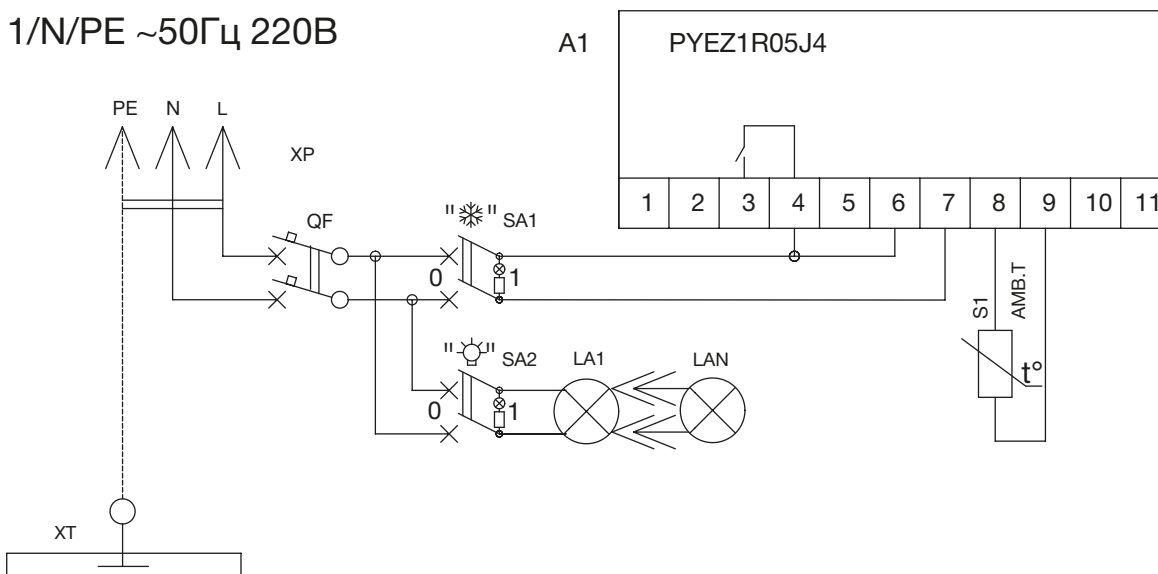 1/N/PE ~50Гц 220В
A1 PYEZ1R05J4
PE N L
XP
1 2 3 4 5 6 7 8 9 10 11
QF
"❄" SA1
0 1
S1
AMB.T
t°
"💡" SA2
LA1
LAN
0 1
XT